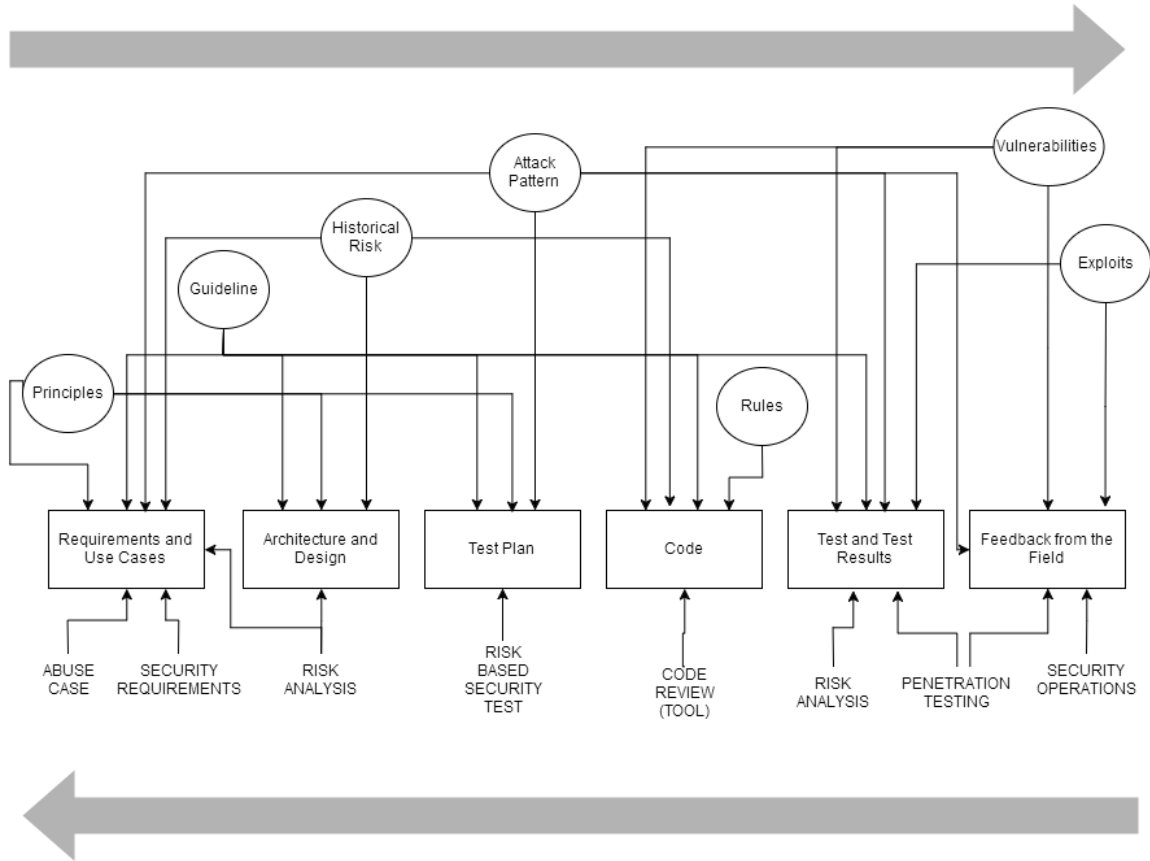 Attack
Pattern
Vulnerabilities
Historical
Risk
Exploits
Guideline
Principles
Rules
Requirements and
Use Cases
Architecture and
Design
Test Plan
Code
Test and Test
Results
Feedback from the
Field
ABUSE
CASE
SECURITY
REQUIREMENTS
RISK
ANALYSIS
RISK
BASED
SECURITY
TEST
CODE
REVIEW
(TOOL)
RISK
ANALYSIS
PENETRATION
TESTING
SECURITY
OPERATIONS